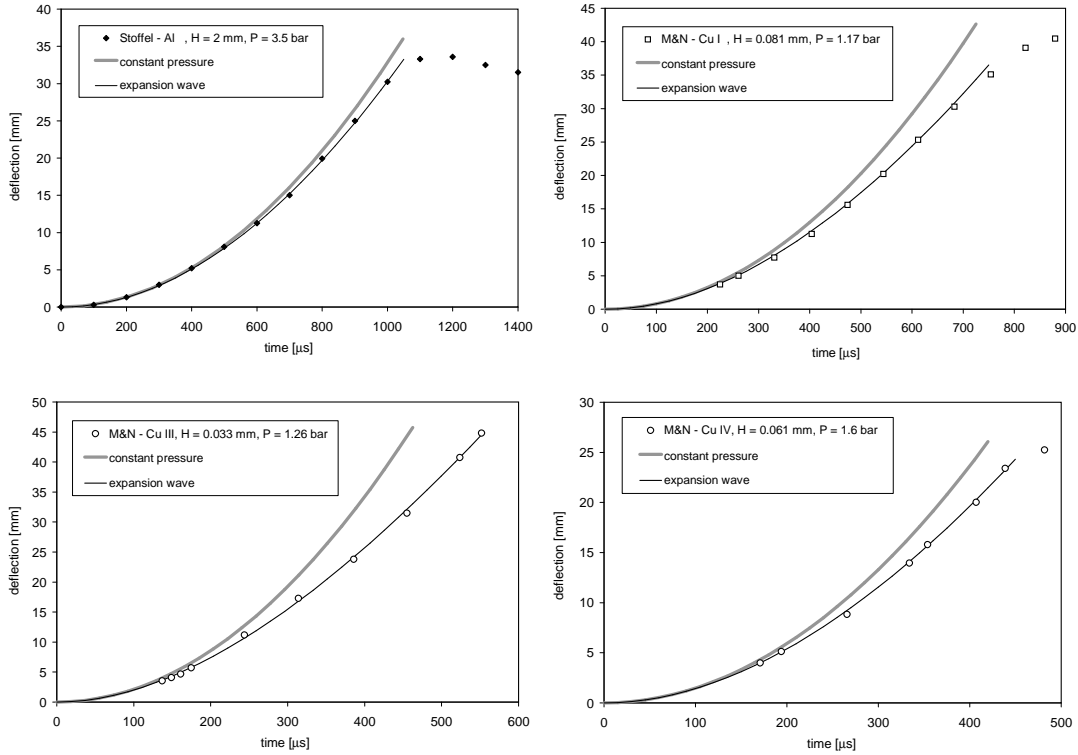 40
35
30
25
20
15
10
5
0
deflection [mm]
Stoffel - Al , H = 2 mm, P = 3.5 bar
constant pressure
expansion wave
0 200 400 600 800 1000 1200 1400
time [µs]
45
40
35
30
25
20
15
10
5
0
deflection [mm]
M&N - Cu I , H = 0.081 mm, P = 1.17 bar
constant pressure
expansion wave
0 100 200 300 400 500 600 700 800 900
time [µs]
50
45
40
35
30
25
20
15
10
5
0
deflection [mm]
M&N - Cu III, H = 0.033 mm, P = 1.26 bar
constant pressure
expansion wave
0 100 200 300 400 500 600
time [µs]
30
25
20
15
10
5
0
deflection [mm]
M&N - Cu IV, H = 0.061 mm, P = 1.6 bar
constant pressure
expansion wave
0 100 200 300 400 500
time [µs]